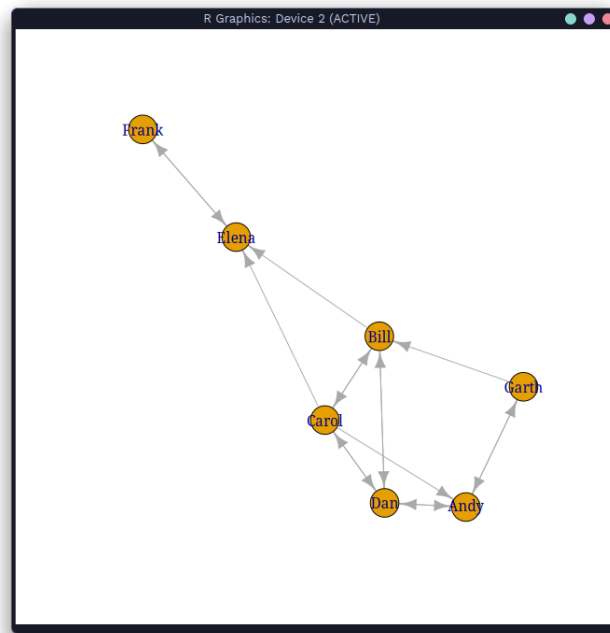 R Graphics: Device 2 (ACTIVE)
Frank
Elena
Bill
Garth
Carol
Dan
Andy